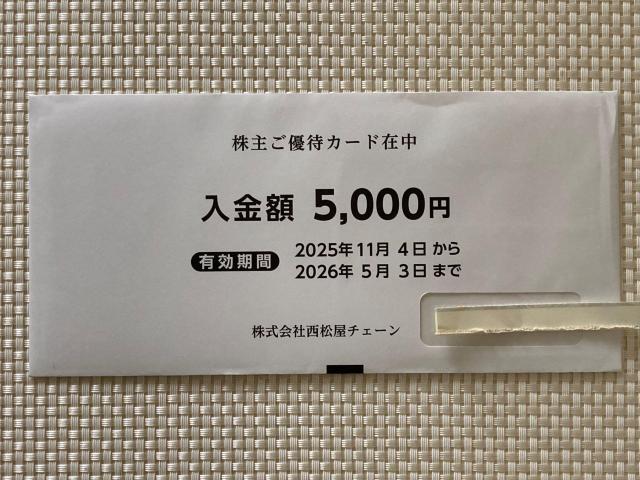 株主ご優待カード在中
入金額 5,000円
有効期間 2025年11月 4日から
2026年 5月 3日まで
株式会社西松屋チェーン